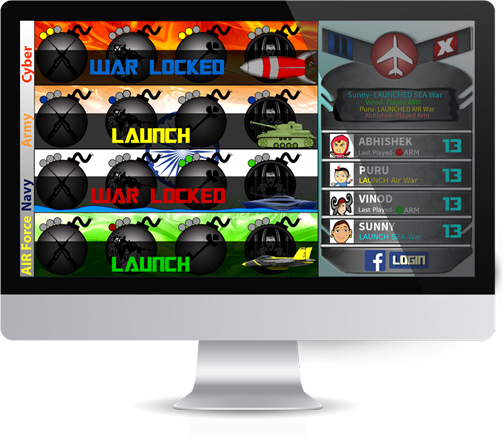 Cyber
WAR LOCKED
Army
LAUNCH
Navy
WAR LOCKED
AIR Force
LAUNCH
X
Sunny- LAUNCHED SEA War
Vinod- Played ARM
Puru- LAUNCHED AIR War
Abhishek- Played Arm
ABHISHEK
Last Played- ARM
13
PURU
LAUNCH Air War
13
VINOD
Last Played- ARM
13
SUNNY
LAUNCH SEA War
13
f LOGIN